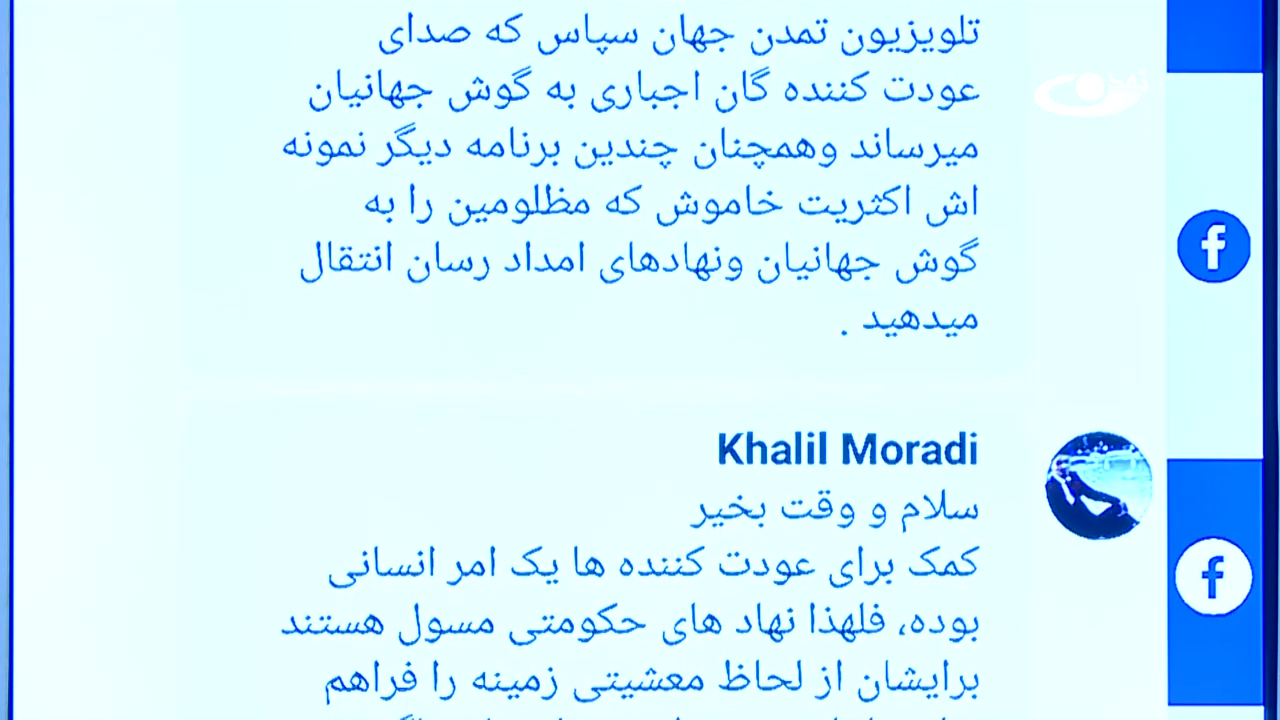 تلویزیون تمدن جهان سپاس که صدای
عودت کننده گان اجباری به گوش جهانیان
میرساند وهمچنان چندین برنامه دیگر نمونه
اش اکثریت خاموش که مظلومین را به
گوش جهانیان ونهادهای امداد رسان انتقال
میدهید .
Khalil Moradi
سلام و وقت بخیر
کمک برای عودت کننده ها یک امر انسانی
بوده، فلهذا نهاد های حکومتی مسول هستند
برایشان از لحاظ معشیتی زمینه را فراهم